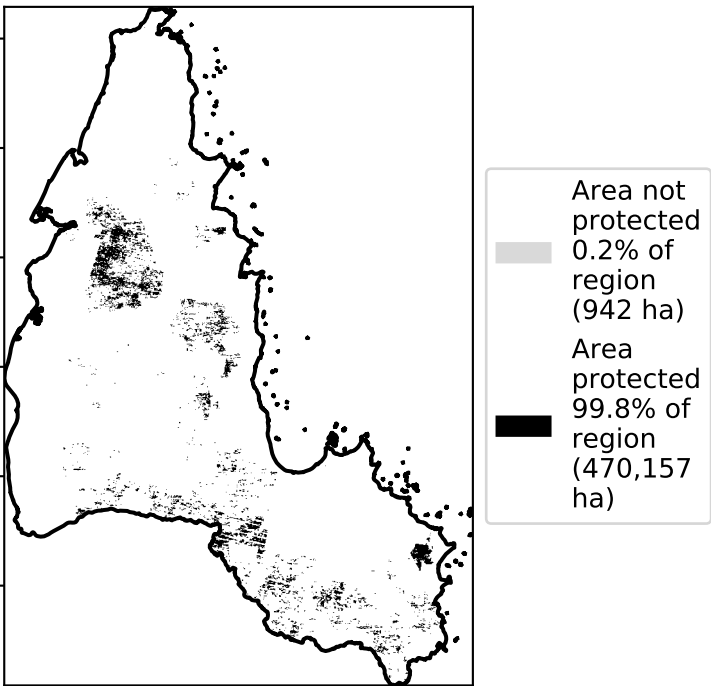 Area not
protected
0.2% of
region
(942 ha)
Area
protected
99.8% of
region
(470,157
ha)